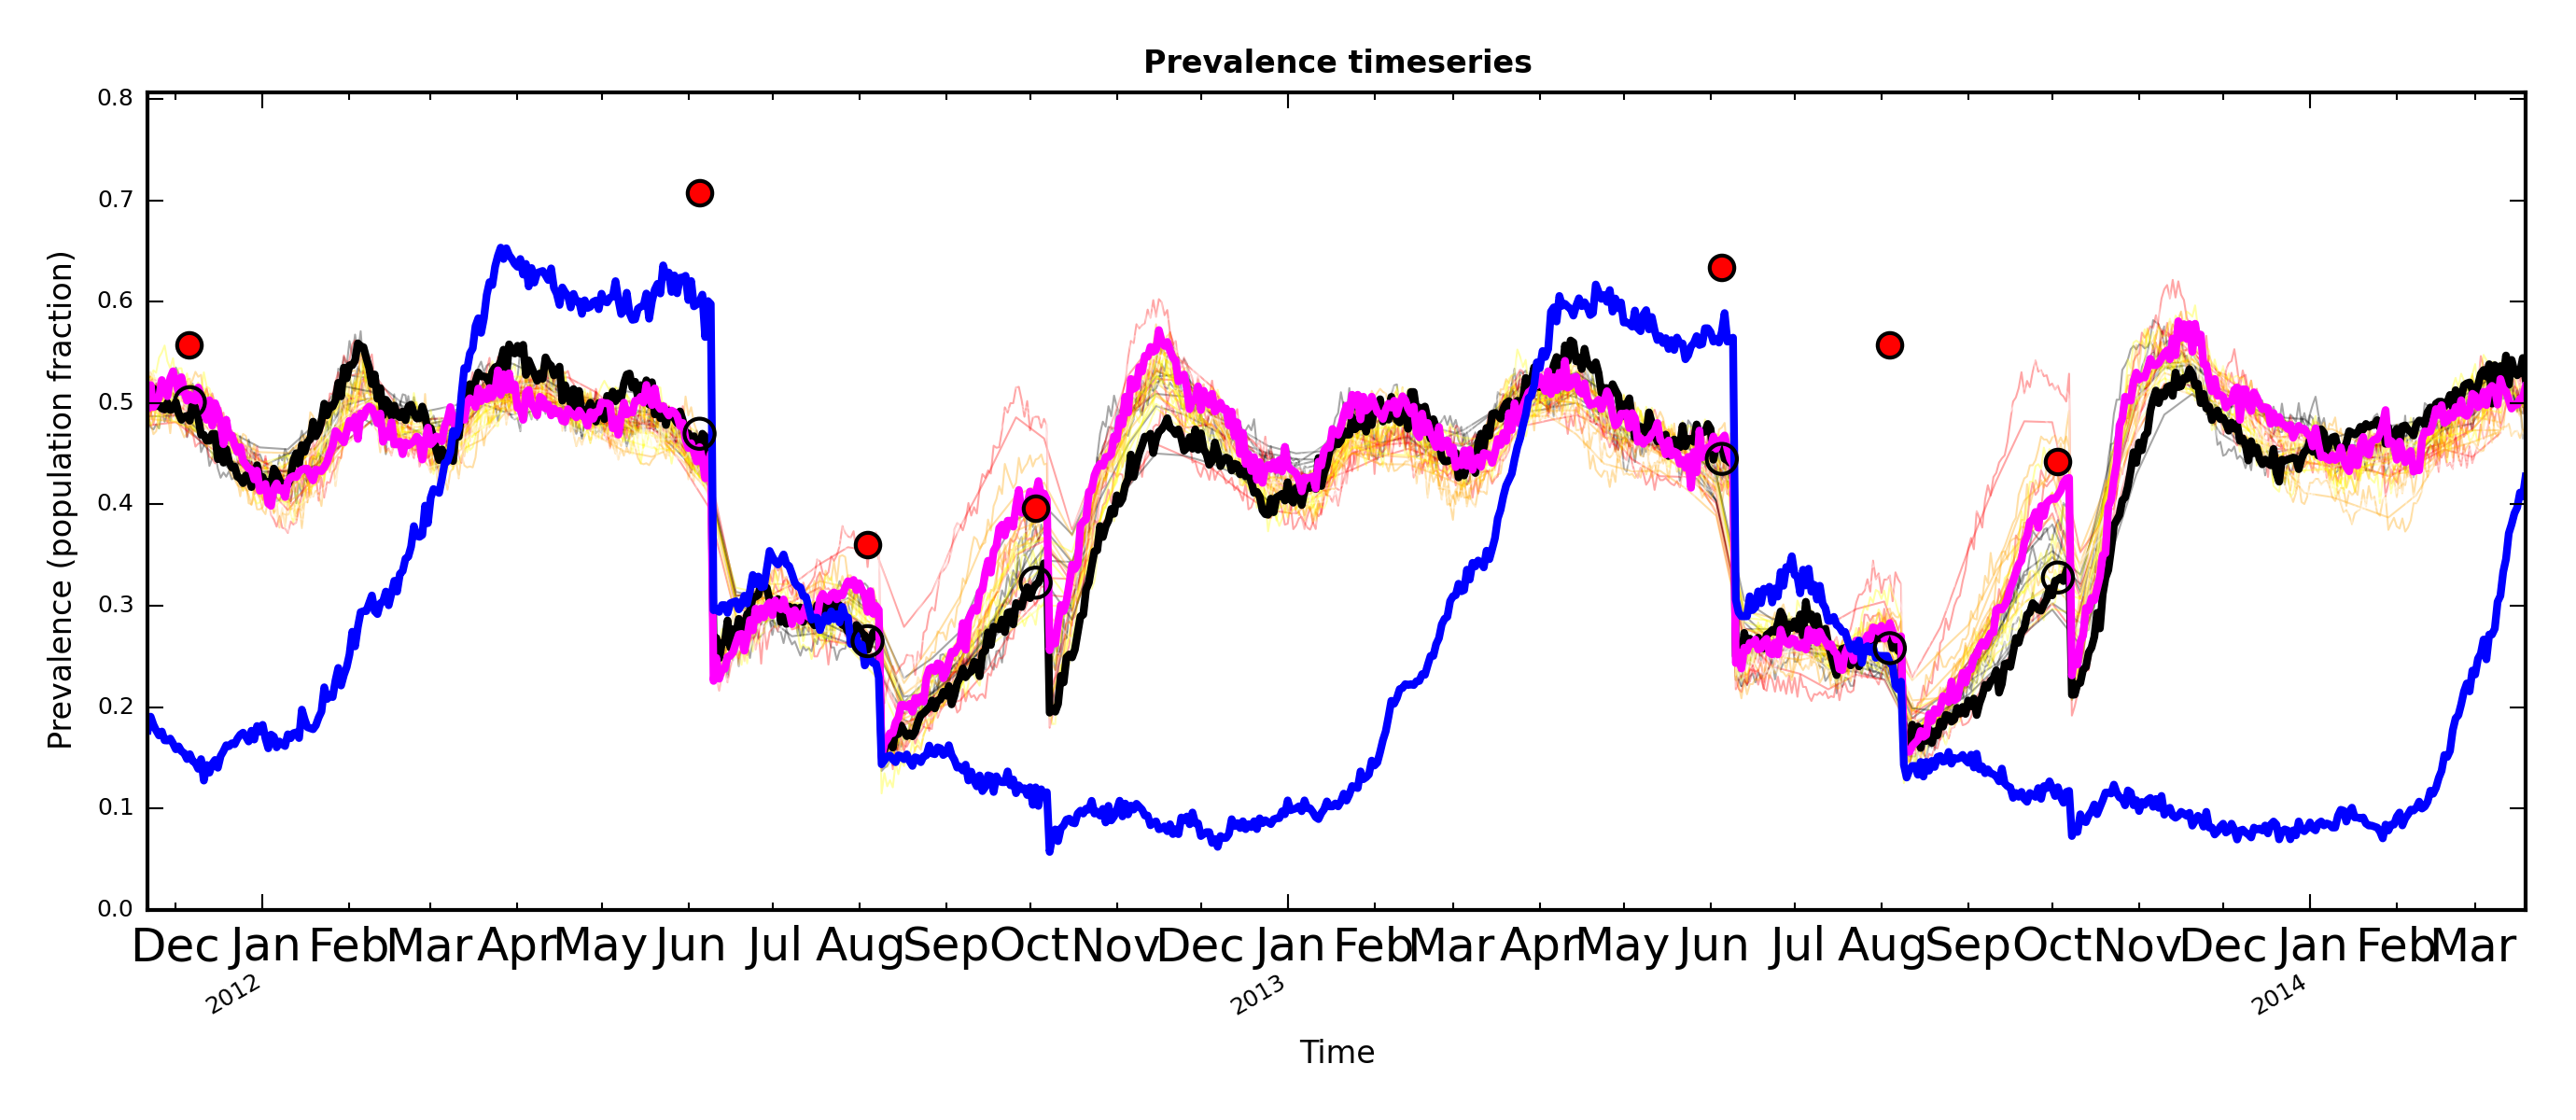 Prevalence timeseries
0.8
0.7
0.6
0.5
0.4
0.3
0.2
0.1
0.0
Prevalence (population fraction)
Dec Jan Feb Mar Apr May Jun Jul Aug Sep Oct Nov Dec Jan Feb Mar Apr May Jun Jul Aug Sep Oct Nov Dec Jan Feb Mar
2012 2013 2014
Time